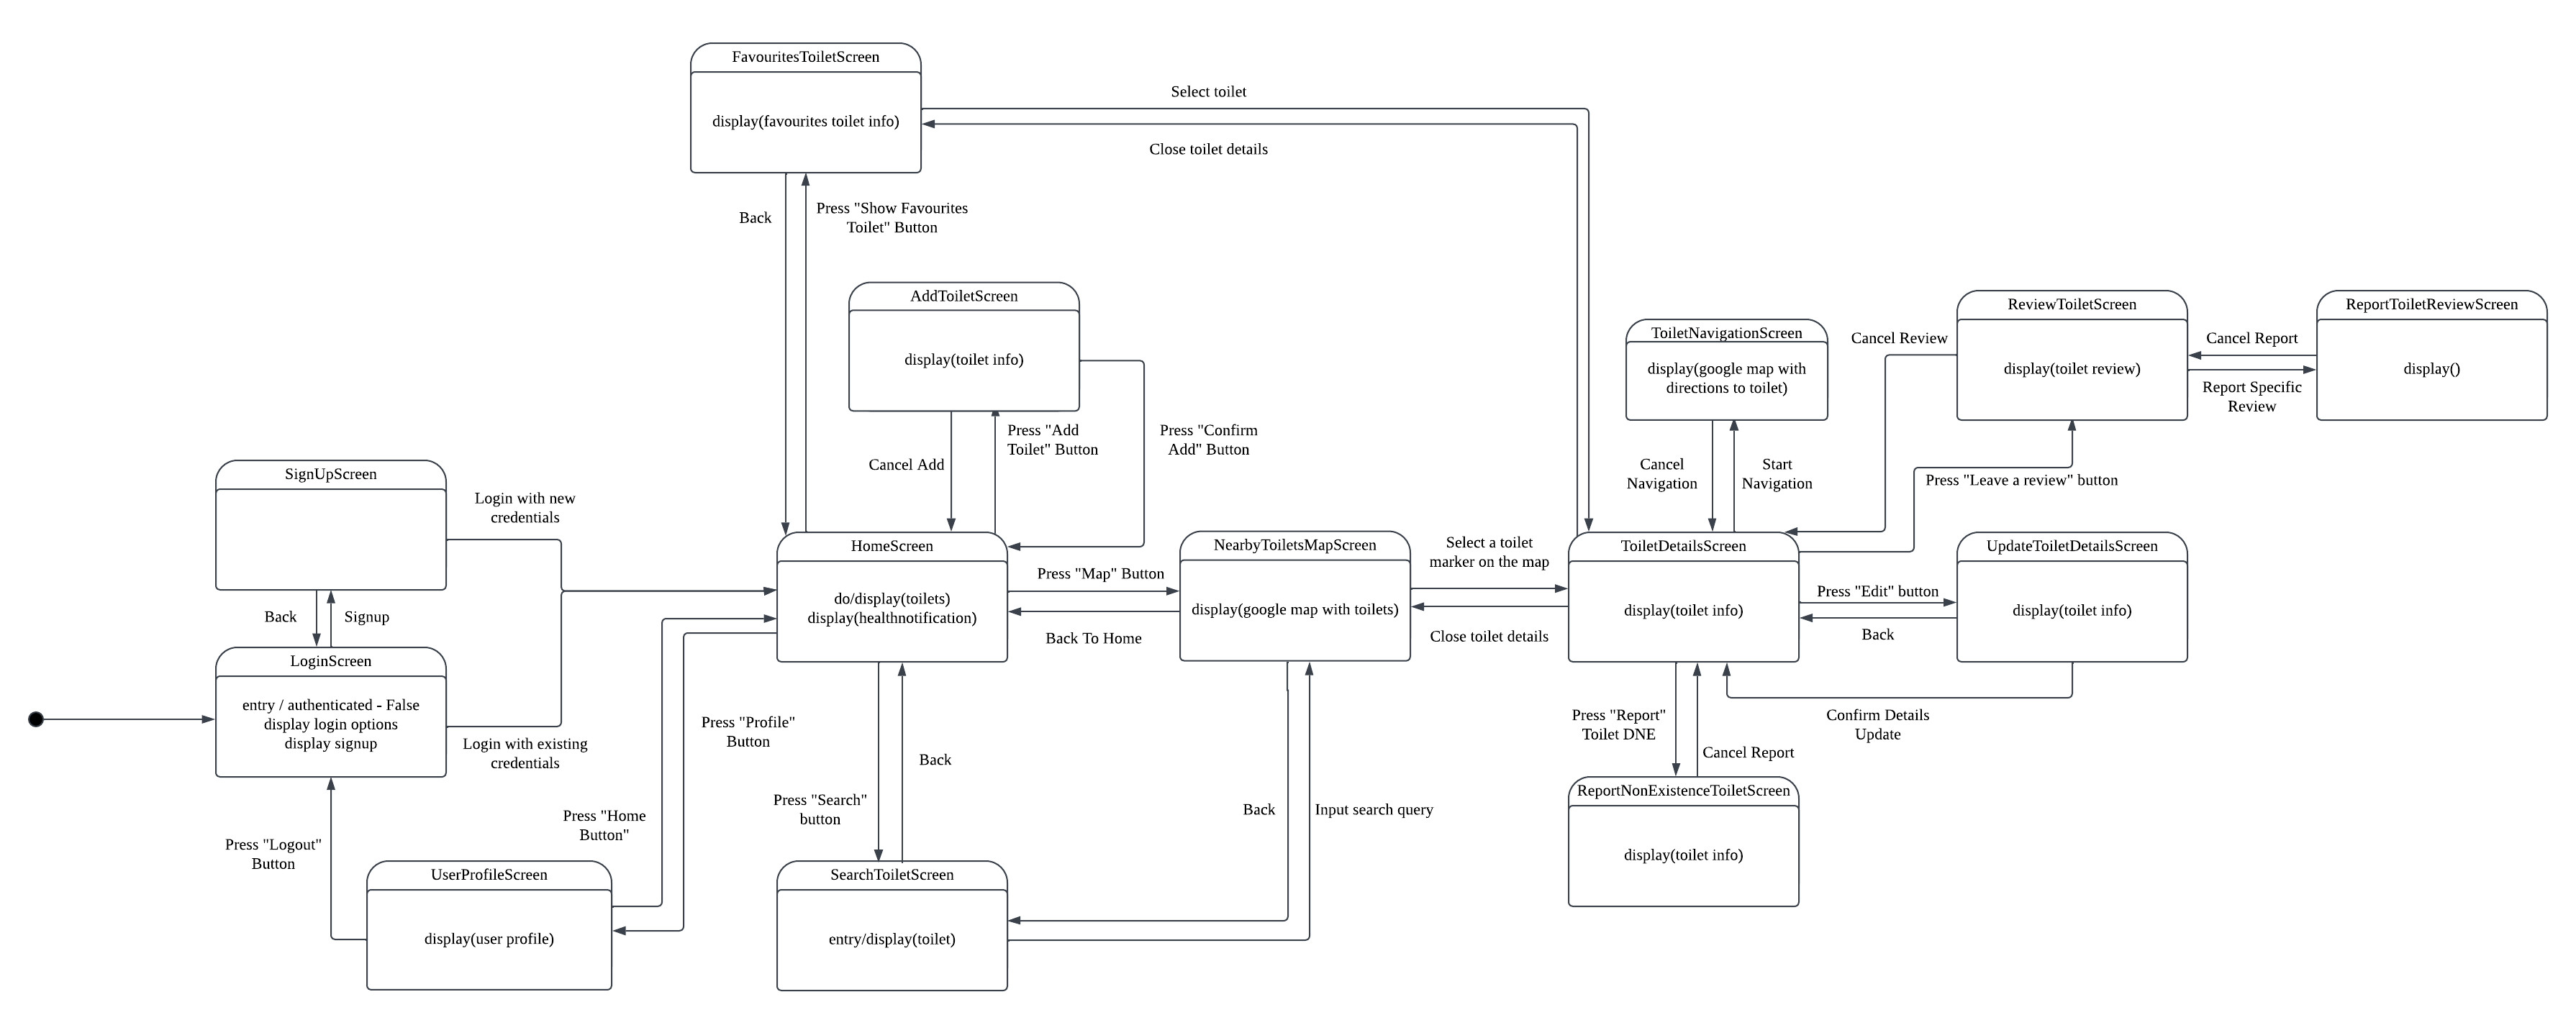 FavouritesToiletScreen
display(favourites toilet info)
Select toilet
Close toilet details
Back
Press "Show Favourites
Toilet" Button
AddToiletScreen
display(toilet info)
Cancel Add
Press "Add
Toilet" Button
Press "Confirm
Add" Button
ToiletNavigationScreen
display(google map with
directions to toilet)
Cancel
Navigation
Start
Navigation
Cancel Review
ReviewToiletScreen
display(toilet review)
Cancel Report
Report Specific
Review
ReportToiletReviewScreen
display()
Press "Leave a review" button
SignUpScreen
Login with new
credentials
Back
Signup
LoginScreen
entry / authenticated - False
display login options
display signup
Login with existing
credentials
HomeScreen
do/display(toilets)
display(healthnotification)
Press "Map" Button
Back To Home
NearbyToiletsMapScreen
display(google map with toilets)
Select a toilet
marker on the map
Close toilet details
ToiletDetailsScreen
display(toilet info)
Press "Edit" button
Back
UpdateToiletDetailsScreen
display(toilet info)
Confirm Details
Update
Press "Report"
Toilet DNE
Cancel Report
ReportNonExistenceToiletScreen
display(toilet info)
Press "Profile"
Button
Press "Home
Button"
Press "Logout"
Button
UserProfileScreen
display(user profile)
Press "Search"
button
Back
SearchToiletScreen
entry/display(toilet)
Back
Input search query